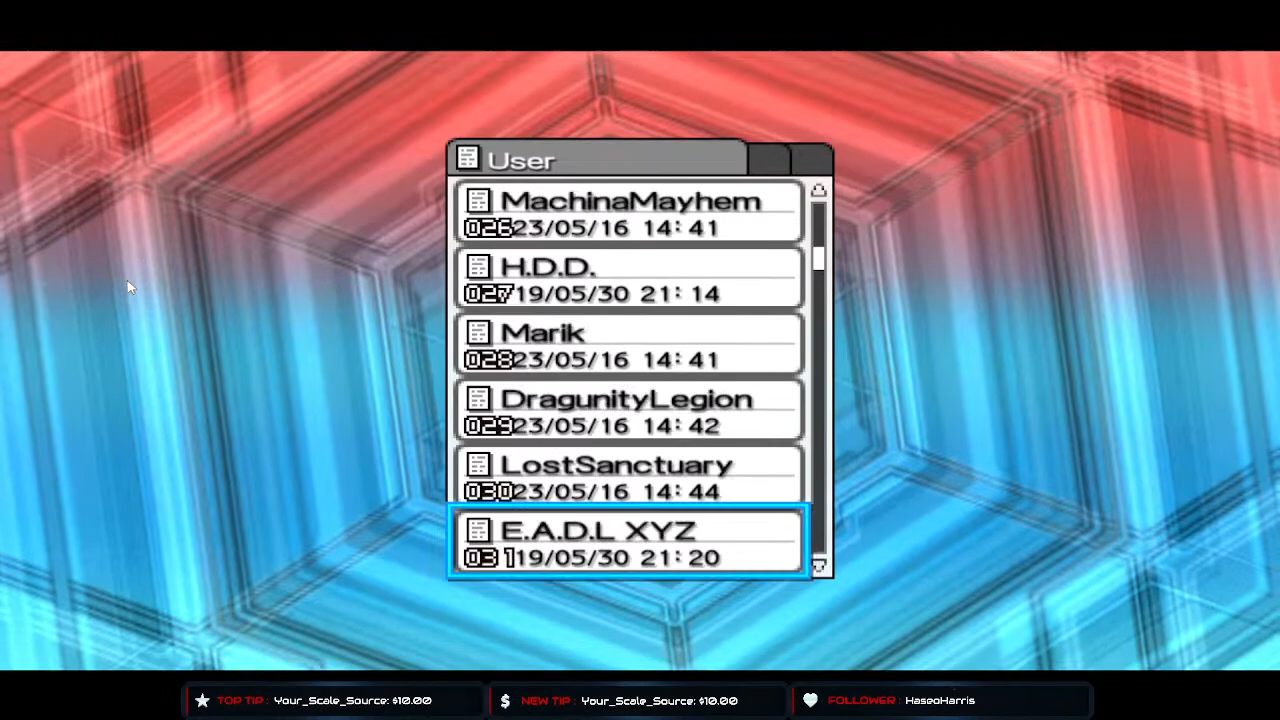 User
MachinaMayhem
026 23/05/16 14:41
H.D.D.
027 19/05/30 21:14
Marik
028 23/05/16 14:41
DragunityLegion
029 23/05/16 14:42
LostSanctuary
030 23/05/16 14:44
E.A.D.L XYZ
031 19/05/30 21:20
TOP TIP : Your_Scale_Source: $10.00
NEW TIP : Your_Scale_Source: $10.00
FOLLOWER : HaseoHarris